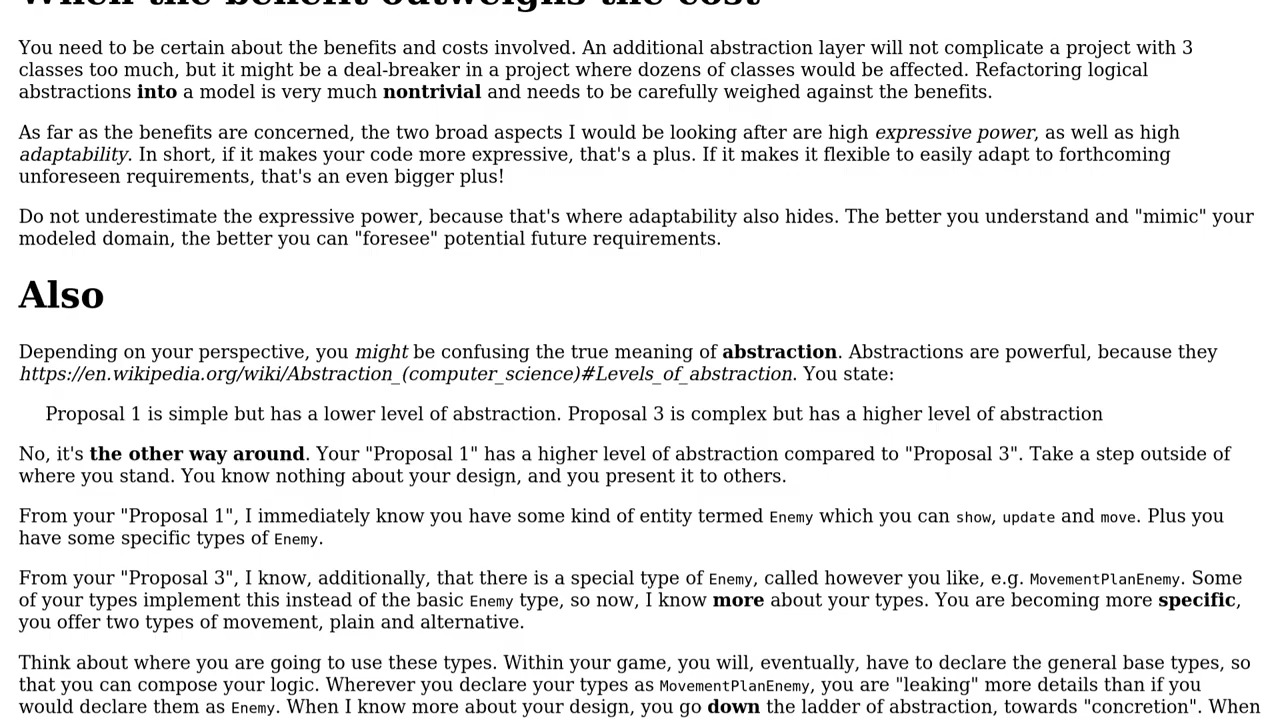 When the benefit outweighs the cost
You need to be certain about the benefits and costs involved. An additional abstraction layer will not complicate a project with 3
classes too much, but it might be a deal-breaker in a project where dozens of classes would be affected. Refactoring logical
abstractions into a model is very much nontrivial and needs to be carefully weighed against the benefits.
As far as the benefits are concerned, the two broad aspects I would be looking after are high expressive power, as well as high
adaptability. In short, if it makes your code more expressive, that's a plus. If it makes it flexible to easily adapt to forthcoming
unforeseen requirements, that's an even bigger plus!
Do not underestimate the expressive power, because that's where adaptability also hides. The better you understand and "mimic" your
modeled domain, the better you can "foresee" potential future requirements.
Also
Depending on your perspective, you might be confusing the true meaning of abstraction. Abstractions are powerful, because they
https://en.wikipedia.org/wiki/Abstraction_(computer_science)#Levels_of_abstraction. You state:
Proposal 1 is simple but has a lower level of abstraction. Proposal 3 is complex but has a higher level of abstraction
No, it's the other way around. Your "Proposal 1" has a higher level of abstraction compared to "Proposal 3". Take a step outside of
where you stand. You know nothing about your design, and you present it to others.
From your "Proposal 1", I immediately know you have some kind of entity termed Enemy which you can show, update and move. Plus you
have some specific types of Enemy.
From your "Proposal 3", I know, additionally, that there is a special type of Enemy, called however you like, e.g. MovementPlanEnemy. Some
of your types implement this instead of the basic Enemy type, so now, I know more about your types. You are becoming more specific,
you offer two types of movement, plain and alternative.
Think about where you are going to use these types. Within your game, you will, eventually, have to declare the general base types, so
that you can compose your logic. Wherever you declare your types as MovementPlanEnemy, you are "leaking" more details than if you
would declare them as Enemy. When I know more about your design, you go down the ladder of abstraction, towards "concretion". When